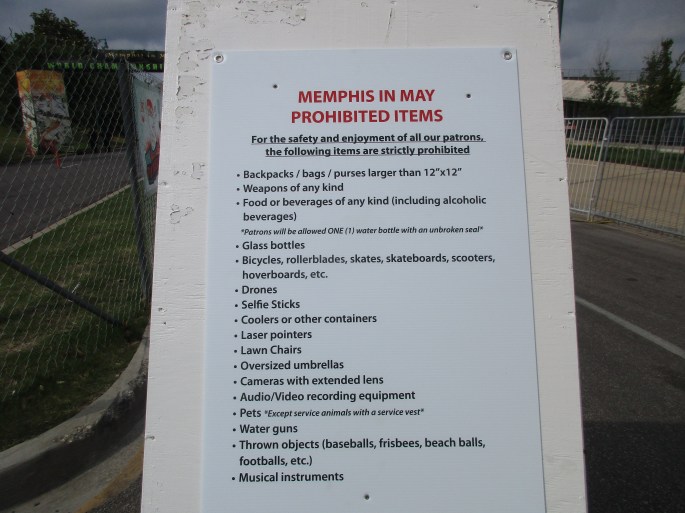 WORLD CHAMPIONSHIP
MEMPHIS IN MAY
PROHIBITED ITEMS
For the safety and enjoyment of all our patrons,
the following items are strictly prohibited
• Backpacks / bags / purses larger than 12"x12"
• Weapons of any kind
• Food or beverages of any kind (including alcoholic
beverages)
*Patrons will be allowed ONE (1) water bottle with an unbroken seal*
• Glass bottles
• Bicycles, rollerblades, skates, skateboards, scooters,
hoverboards, etc.
• Drones
• Selfie Sticks
• Coolers or other containers
• Laser pointers
• Lawn Chairs
• Oversized umbrellas
• Cameras with extended lens
• Audio/Video recording equipment
• Pets *Except service animals with a service vest*
• Water guns
• Thrown objects (baseballs, frisbees, beach balls,
footballs, etc.)
• Musical instruments